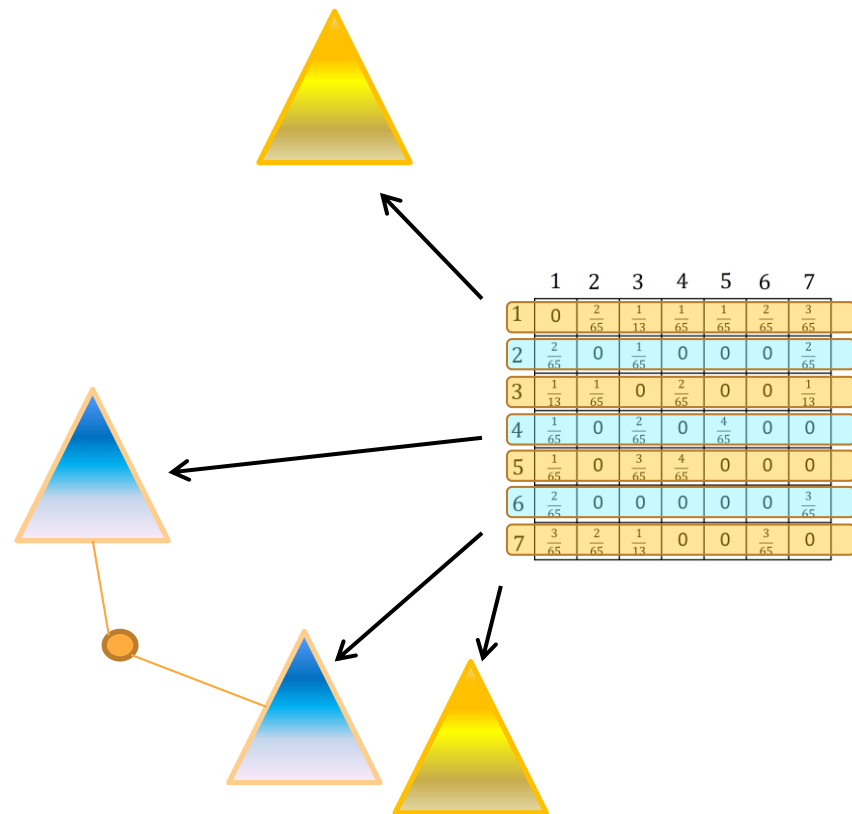 1 2 3 4 5 6 7
1 0 2/65 1/13 1/65 1/65 2/65 3/65
2 2/65 0 1/65 0 0 0 2/65
3 1/13 1/65 0 2/65 0 0 1/13
4 1/65 0 2/65 0 4/65 0 0
5 1/65 0 3/65 4/65 0 0 0
6 2/65 0 0 0 0 0 3/65
7 3/65 2/65 1/13 0 0 3/65 0